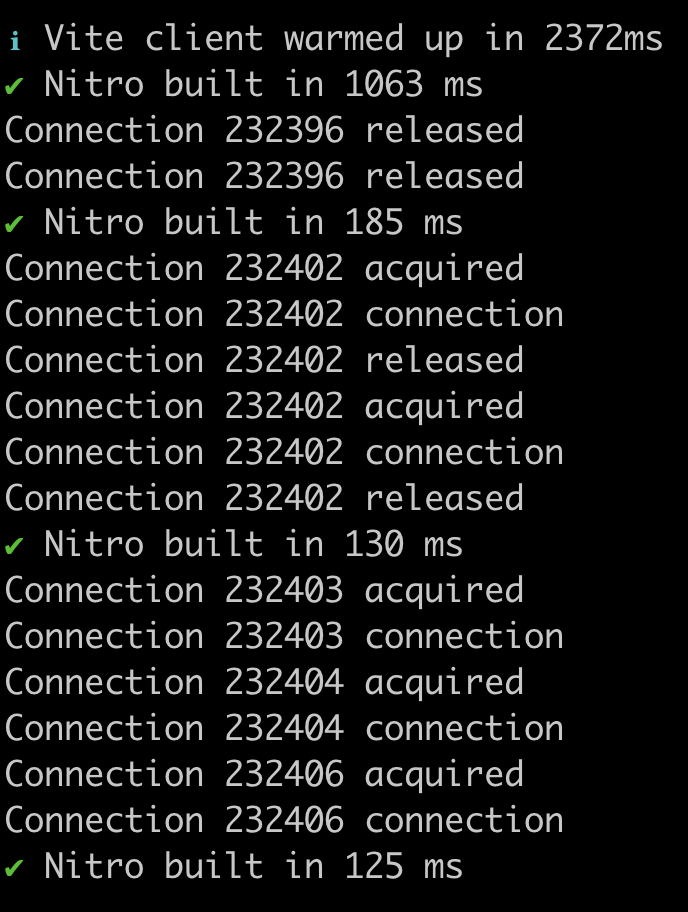 ℹ Vite client warmed up in 2372ms
✔ Nitro built in 1063 ms
Connection 232396 released
Connection 232396 released
✔ Nitro built in 185 ms
Connection 232402 acquired
Connection 232402 connection
Connection 232402 released
Connection 232402 acquired
Connection 232402 connection
Connection 232402 released
✔ Nitro built in 130 ms
Connection 232403 acquired
Connection 232403 connection
Connection 232404 acquired
Connection 232404 connection
Connection 232406 acquired
Connection 232406 connection
✔ Nitro built in 125 ms